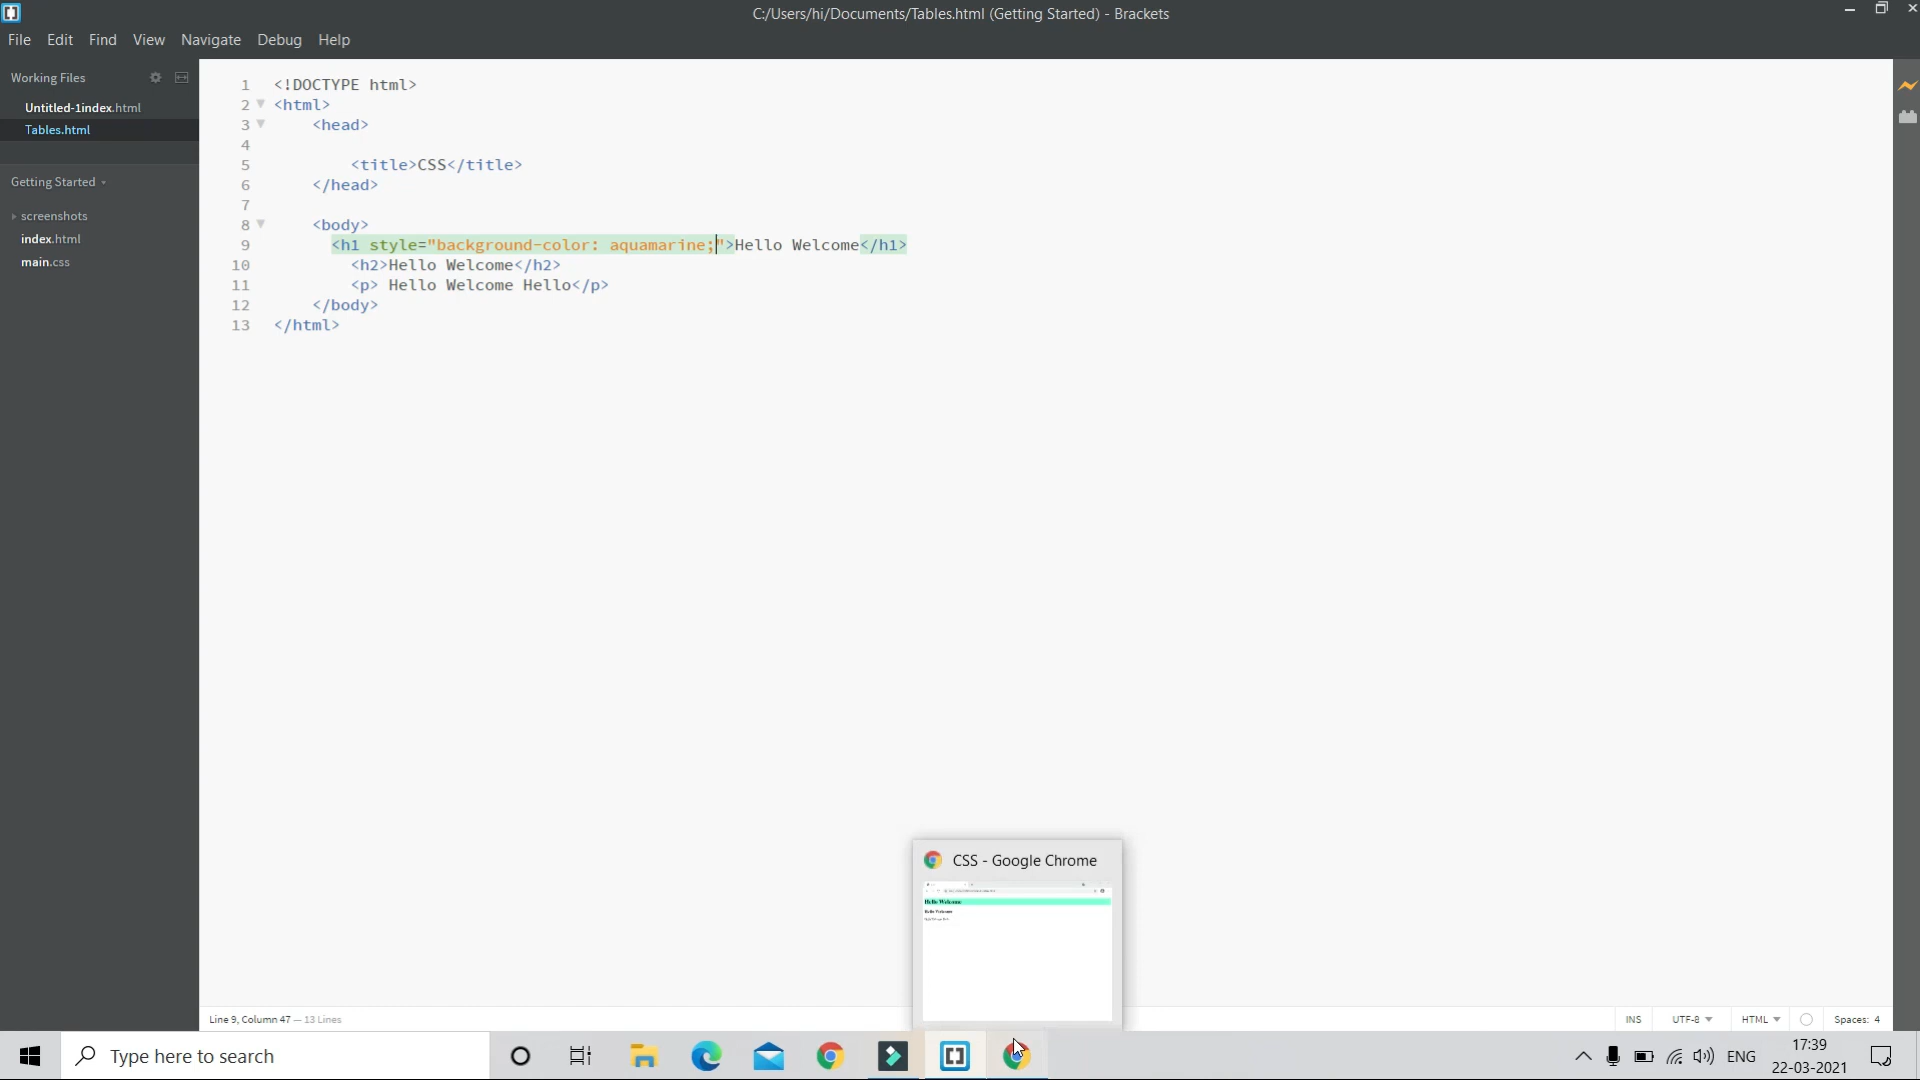 C:/Users/hi/Documents/Tables.html (Getting Started) - Brackets
File Edit Find View Navigate Debug Help
Working Files
Untitled-1index.html
Tables.html
Getting Started
screenshots
index.html
main.css
1 <!DOCTYPE html>
2 <html>
3 <head>
4
5 <title>CSS</title>
6 </head>
7
8 <body>
9 <h1 style="background-color: aquamarine;">Hello Welcome</h1>
10 <h2>Hello Welcome</h2>
11 <p> Hello Welcome Hello</p>
12 </body>
13 </html>
CSS - Google Chrome
Hello Welcome
Hello Welcome
Line 9, Column 47 — 13 Lines
INS UTF-8 HTML Spaces: 4
Type here to search
ENG
17:39
22-03-2021